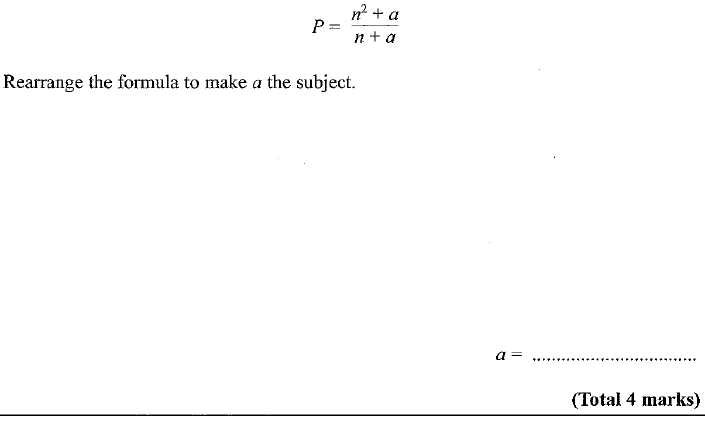 P = n² + a
n + a
Rearrange the formula to make a the subject.
a = ..................................
(Total 4 marks)